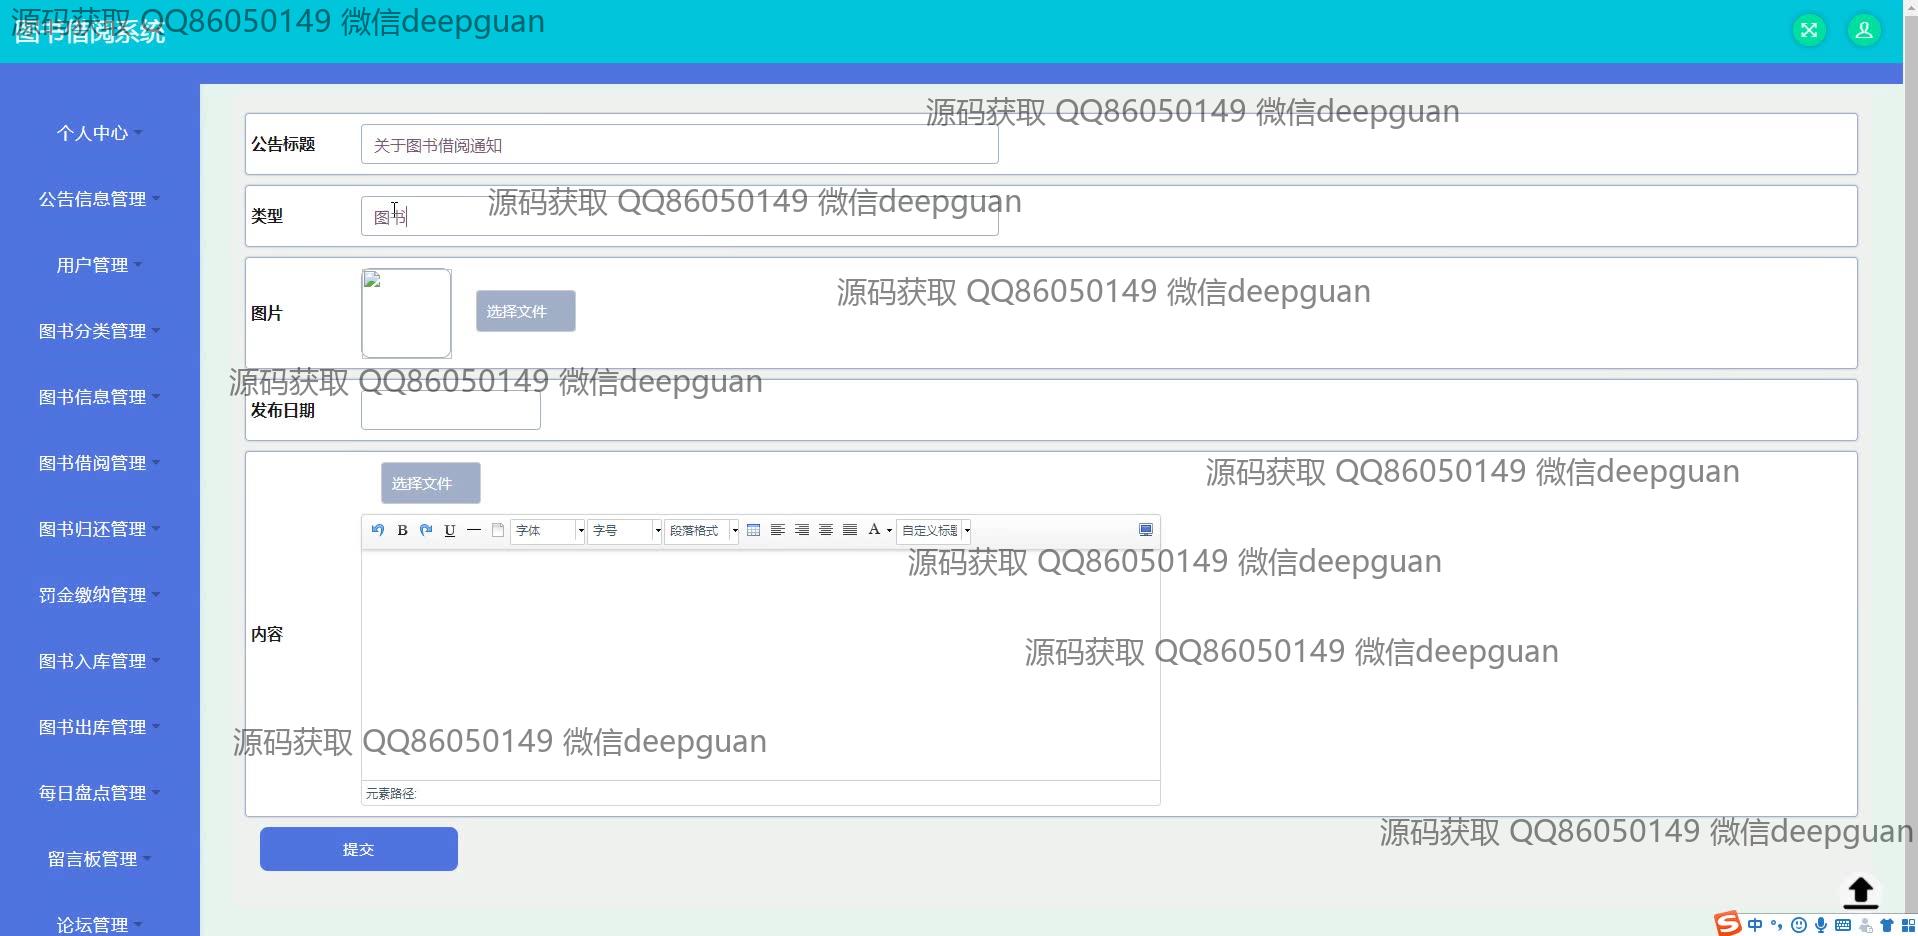 图书借阅系统
源码获取 QQ86050149 微信deepguan
个人中心
公告信息管理
用户管理
图书分类管理
图书信息管理
图书借阅管理
图书归还管理
罚金缴纳管理
图书入库管理
图书出库管理
每日盘点管理
留言板管理
论坛管理
源码获取 QQ86050149 微信deepguan
公告标题 关于图书借阅通知
源码获取 QQ86050149 微信deepguan
类型 图书
源码获取 QQ86050149 微信deepguan
图片 选择文件
源码获取 QQ86050149 微信deepguan
发布日期
源码获取 QQ86050149 微信deepguan
选择文件
B U 字体 字号 段落格式 A 自定义标题
源码获取 QQ86050149 微信deepguan
内容
源码获取 QQ86050149 微信deepguan
源码获取 QQ86050149 微信deepguan
元素路径:
源码获取 QQ86050149 微信deepguan
提交
中